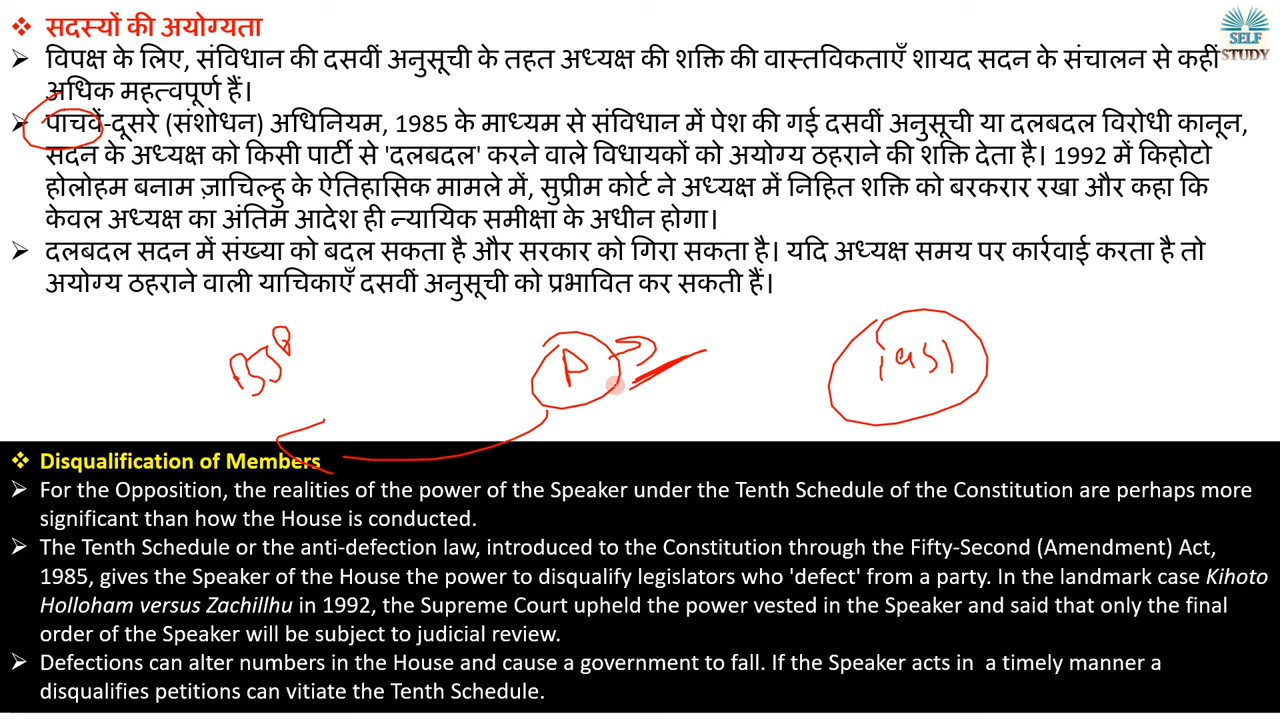 ❖ सदस्यों की अयोग्यता
SELF
STUDY
➢ विपक्ष के लिए, संविधान की दसवीं अनुसूची के तहत अध्यक्ष की शक्ति की वास्तविकताएँ शायद सदन के संचालन से कहीं
अधिक महत्वपूर्ण हैं।
➢ पाचवें-दूसरे (संशोधन) अधिनियम, 1985 के माध्यम से संविधान में पेश की गई दसवीं अनुसूची या दलबदल विरोधी कानून,
सदन के अध्यक्ष को किसी पार्टी से 'दलबदल' करने वाले विधायकों को अयोग्य ठहराने की शक्ति देता है। 1992 में किहोटो
होलोहम बनाम ज़ाचिल्हु के ऐतिहासिक मामले में, सुप्रीम कोर्ट ने अध्यक्ष में निहित शक्ति को बरकरार रखा और कहा कि
केवल अध्यक्ष का अंतिम आदेश ही न्यायिक समीक्षा के अधीन होगा।
➢ दलबदल सदन में संख्या को बदल सकता है और सरकार को गिरा सकता है। यदि अध्यक्ष समय पर कार्रवाई करता है तो
अयोग्य ठहराने वाली याचिकाएँ दसवीं अनुसूची को प्रभावित कर सकती हैं।
P
1951
❖ Disqualification of Members
➢ For the Opposition, the realities of the power of the Speaker under the Tenth Schedule of the Constitution are perhaps more
significant than how the House is conducted.
➢ The Tenth Schedule or the anti-defection law, introduced to the Constitution through the Fifty-Second (Amendment) Act,
1985, gives the Speaker of the House the power to disqualify legislators who 'defect' from a party. In the landmark case Kihoto
Holloham versus Zachillhu in 1992, the Supreme Court upheld the power vested in the Speaker and said that only the final
order of the Speaker will be subject to judicial review.
➢ Defections can alter numbers in the House and cause a government to fall. If the Speaker acts in a timely manner a
disqualifies petitions can vitiate the Tenth Schedule.